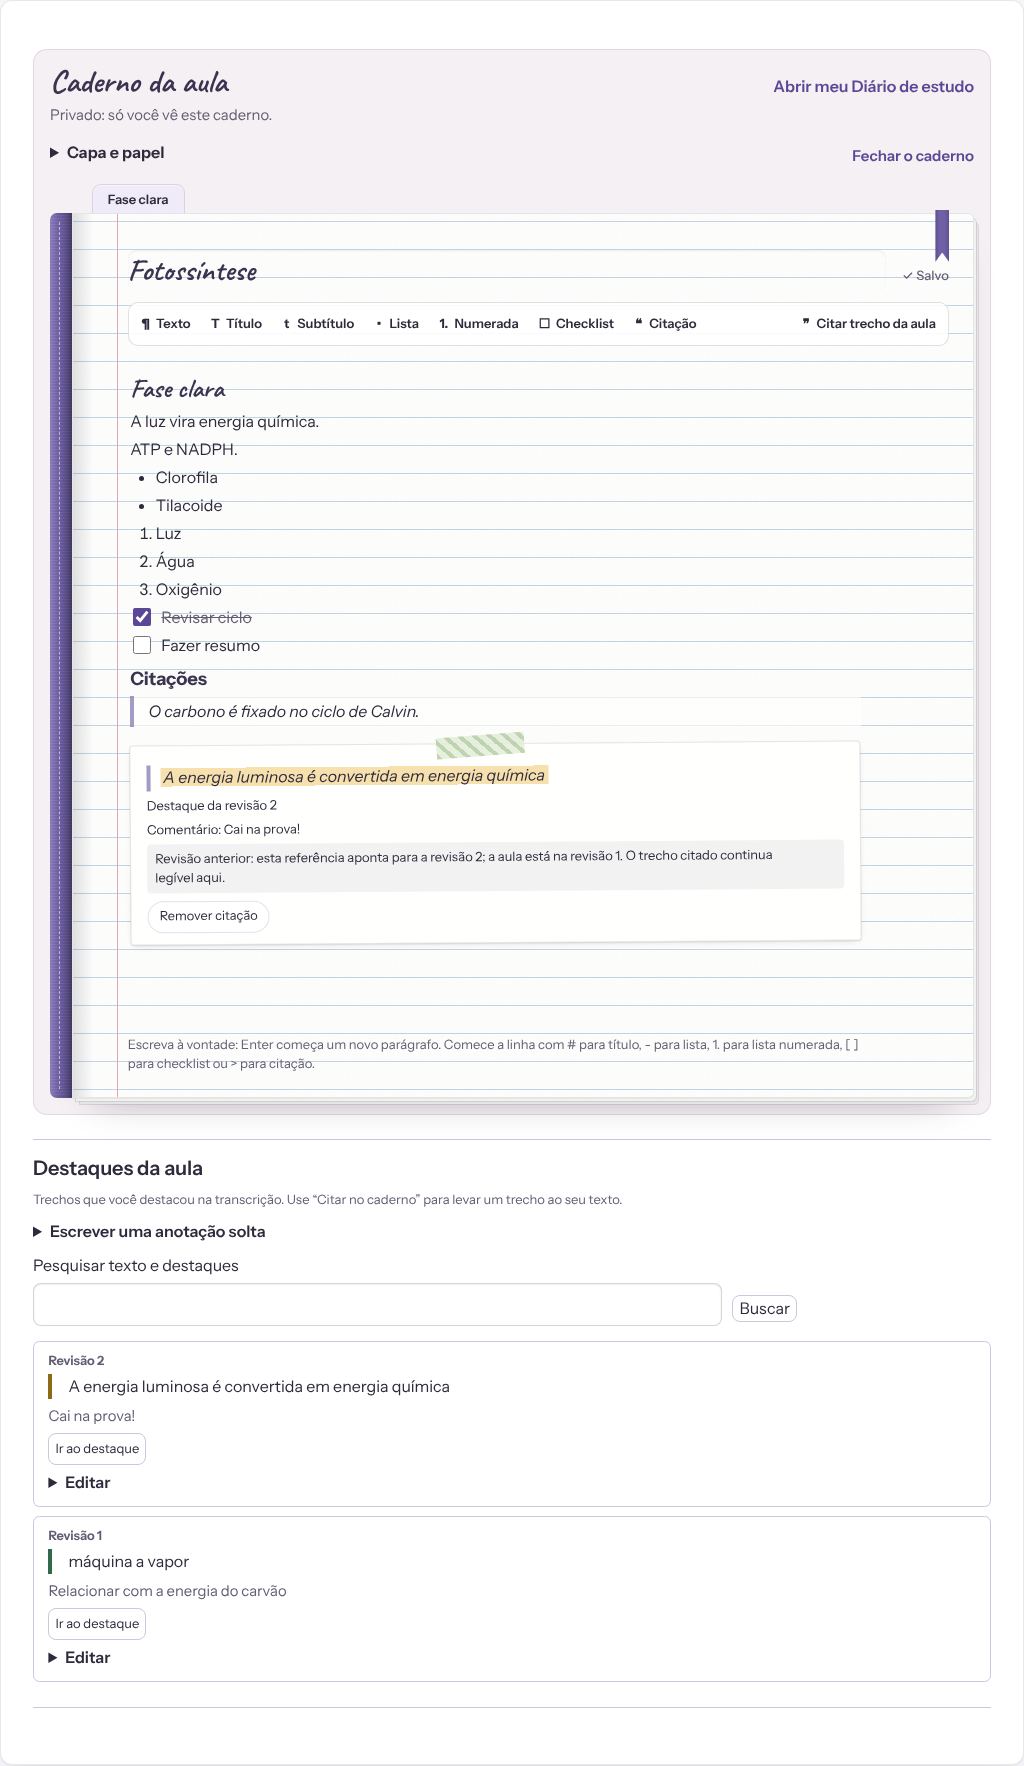 Caderno da aula
Abrir meu Diário de estudo
Privado: só você vê este caderno.
▶ Capa e papel
Fechar o caderno
Fase clara
Fotossíntese
✓ Salvo
¶ Texto T Título t Subtítulo • Lista 1. Numerada ☐ Checklist ❝ Citação ❞ Citar trecho da aula
Fase clara
A luz vira energia química.
ATP e NADPH.
• Clorofila
• Tilacoide
1. Luz
2. Água
3. Oxigênio
Revisar ciclo
Fazer resumo
Citações
O carbono é fixado no ciclo de Calvin.
A energia luminosa é convertida em energia química
Destaque da revisão 2
Comentário: Cai na prova!
Revisão anterior: esta referência aponta para a revisão 2; a aula está na revisão 1. O trecho citado continua
legível aqui.
Remover citação
Escreva à vontade: Enter começa um novo parágrafo. Comece a linha com # para título, - para lista, 1. para lista numerada, [ ]
para checklist ou > para citação.
Destaques da aula
Trechos que você destacou na transcrição. Use “Citar no caderno” para levar um trecho ao seu texto.
▶ Escrever uma anotação solta
Pesquisar texto e destaques
Buscar
Revisão 2
A energia luminosa é convertida em energia química
Cai na prova!
Ir ao destaque
▶ Editar
Revisão 1
máquina a vapor
Relacionar com a energia do carvão
Ir ao destaque
▶ Editar